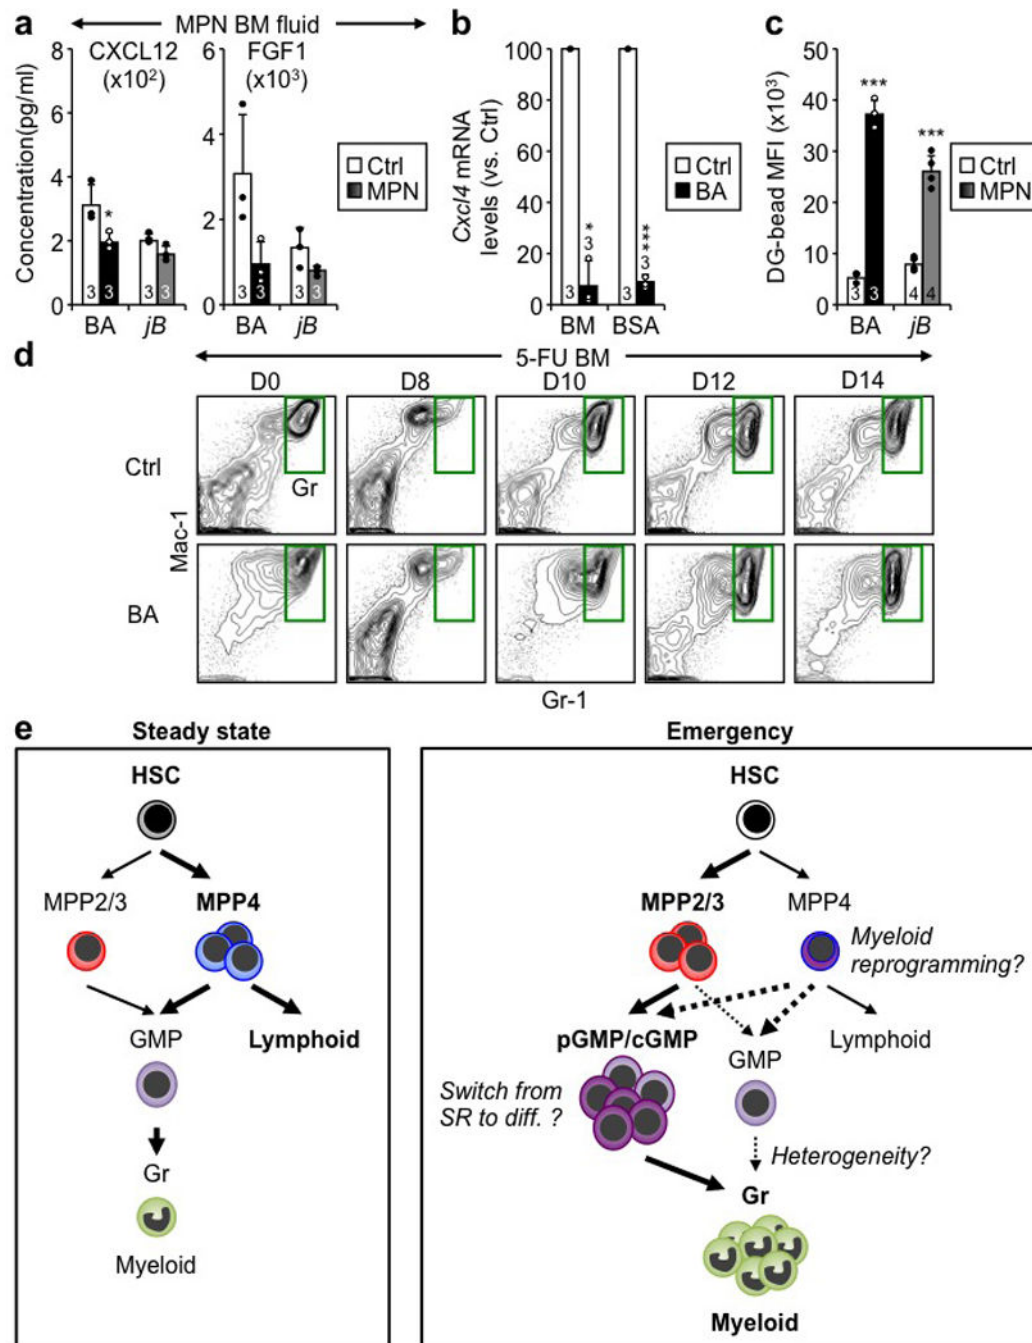 a
MPN BM fluid
CXCL12
(x10²)
FGF1
(x10³)
Concentration(pg/ml)
8
6
4
2
0
6
4
2
0
*
3 3 3 3
3 3 3 3
BA jB
BA jB
Ctrl
MPN
b
Cxcl4 mRNA
levels (vs. Ctrl)
100
80
60
40
20
0
*
***
3 3 3 3
BM BSA
Ctrl
BA
c
DG-bead MFI (x10³)
50
40
30
20
10
0
***
***
3 3 4 4
BA jB
Ctrl
MPN
d
5-FU BM
D0 D8 D10 D12 D14
Ctrl
Gr
Mac-1
BA
Gr-1
e
Steady state
HSC
MPP2/3 MPP4
GMP Lymphoid
Gr
Myeloid
Emergency
HSC
MPP2/3 MPP4
Myeloid
reprogramming?
pGMP/cGMP GMP Lymphoid
Switch from
SR to diff. ?
Heterogeneity?
Gr
Myeloid